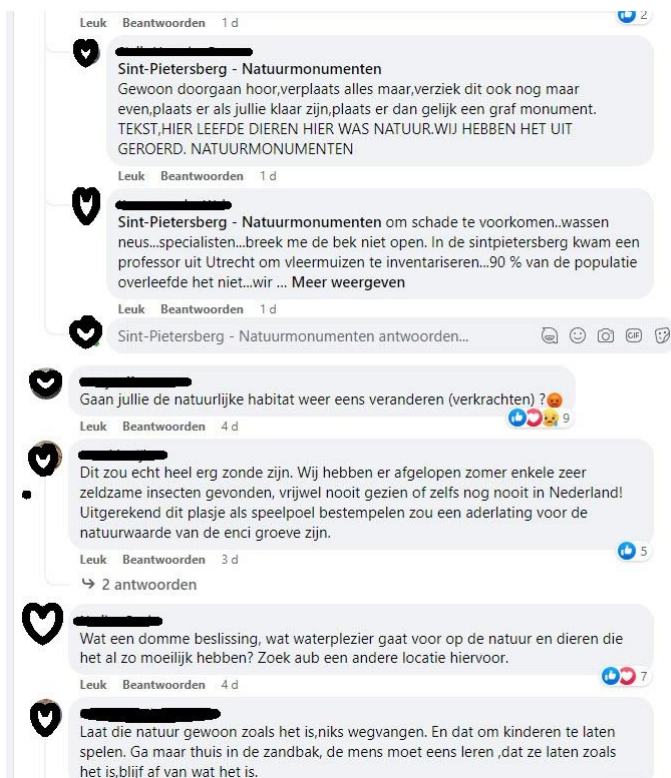 Leuk Beantwoorden 1 d
2
Sint-Pietersberg - Natuurmonumenten
Gewoon doorgaan hoor,verplaats alles maar,verziek dit ook nog maar
even,plaats er als jullie klaar zijn,plaats er dan gelijk een graf monument.
TEKST,HIER LEEFDE DIEREN HIER WAS NATUUR.WIJ HEBBEN HET UIT
GEROERD. NATUURMONUMENTEN
Leuk Beantwoorden 1 d
Sint-Pietersberg - Natuurmonumenten om schade te voorkomen..wassen
neus...specialisten...breek me de bek niet open. In de sintpietersberg kwam een
professor uit Utrecht om vleermuizen te inventariseren...90 % van de populatie
overleefde het niet...wir ... Meer weergeven
Leuk Beantwoorden 1 d
Sint-Pietersberg - Natuurmonumenten antwoorden...
GIF
Gaan jullie de natuurlijke habitat weer eens veranderen (verkrachten) ?😡
9
Leuk Beantwoorden 4 d
Dit zou echt heel erg zonde zijn. Wij hebben er afgelopen zomer enkele zeer
zeldzame insecten gevonden, vrijwel nooit gezien of zelfs nog nooit in Nederland!
Uitgerekend dit plasje als speelpoel bestempelen zou een aderlating voor de
natuurwaarde van de enci groeve zijn.
5
Leuk Beantwoorden 3 d
2 antwoorden
Wat een domme beslissing, wat waterplezier gaat voor op de natuur en dieren die
het al zo moeilijk hebben? Zoek aub een andere locatie hiervoor.
7
Leuk Beantwoorden 4 d
Laat die natuur gewoon zoals het is,niks wegvangen. En dat om kinderen te laten
spelen. Ga maar thuis in de zandbak, de mens moet eens leren ,dat ze laten zoals
het is,blijf af van wat het is.